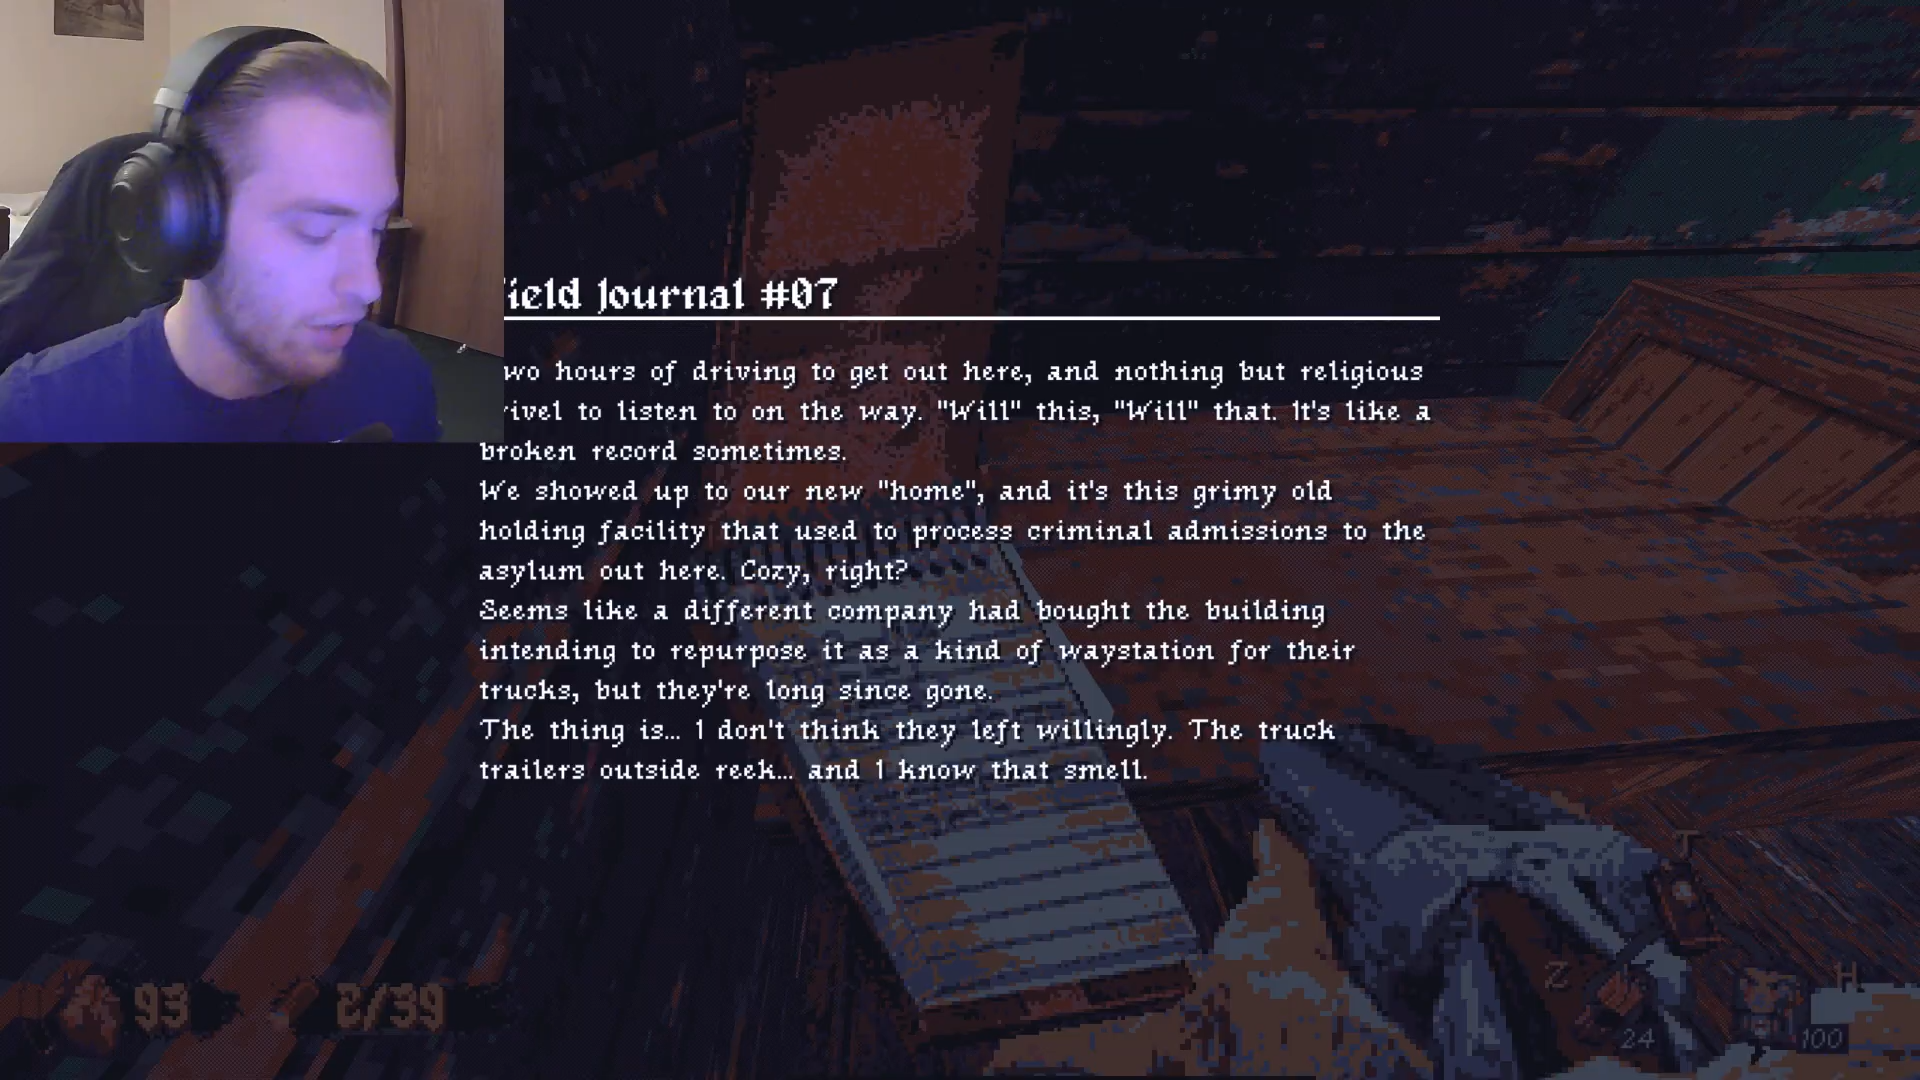 ield Journal #07
wo hours of driving to get out here, and nothing but religious
rivel to listen to on the way. "Will" this, "Will" that. It's like a
broken record sometimes.
We showed up to our new "home", and it's this grimy old
holding facility that used to process criminal admissions to the
asylum out here. Cozy, right?
Seems like a different company had bought the building
intending to repurpose it as a kind of waystation for their
trucks, but they're long since gone.
The thing is... I don't think they left willingly. The truck
trailers outside reek... and I know that smell.
T
Z
H
93
2/39
24
100